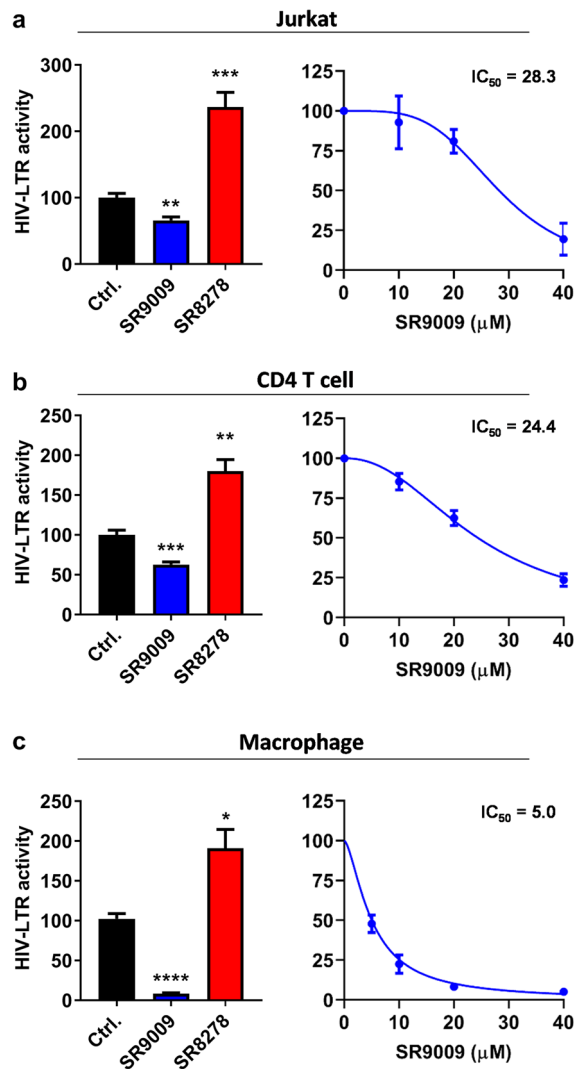 a
Jurkat
HIV-LTR activity
300
200
100
0
**
***
Ctrl.
SR9009
SR8278
125
100
75
50
25
0
IC50 = 28.3
0 10 20 30 40
SR9009 (μM)
b
CD4 T cell
HIV-LTR activity
250
200
150
100
50
0
***
**
Ctrl.
SR9009
SR8278
125
100
75
50
25
0
IC50 = 24.4
0 10 20 30 40
SR9009 (μM)
c
Macrophage
HIV-LTR activity
250
200
150
100
50
0
****
*
Ctrl.
SR9009
SR8278
125
100
75
50
25
0
IC50 = 5.0
0 10 20 30 40
SR9009 (μM)